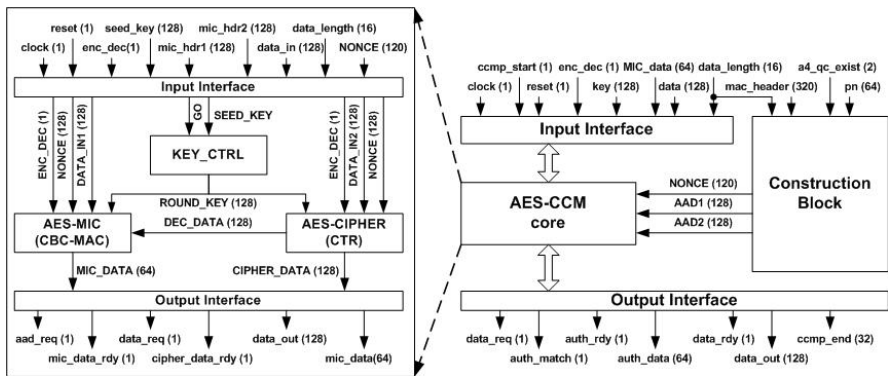 reset (1) seed_key (128) mic_hdr2 (128) data_length (16)
clock(1) enc_dec(1) mic_hdr1 (128) data_in (128) NONCE (120)
Input Interface
ENC_DEC (1)
NONCE (128)
DATA_IN1 (128)
GO
SEED_KEY
ENC_DEC (1)
DATA_IN2 (128)
NONCE (128)
KEY_CTRL
ROUND_KEY (128)
AES-MIC
(CBC-MAC)
DEC_DATA (128)
AES-CIPHER
(CTR)
MIC_DATA (64) CIPHER_DATA (128)
Output Interface
aad_req (1) data_req (1) data_out (128)
mic_data_rdy (1) cipher_data_rdy (1) mic_data(64)
ccmp_start (1) enc_dec (1) MIC_data (64) data_length (16) a4_qc_exist (2)
clock (1) reset (1) key (128) data (128) mac_header (320) pn (64)
Input Interface
AES-CCM
core
NONCE (120)
AAD1 (128)
AAD2 (128)
Construction
Block
Output Interface
data_req (1) auth_rdy (1) data_rdy (1) ccmp_end (32)
auth_match (1) auth_data (64) data_out (128)